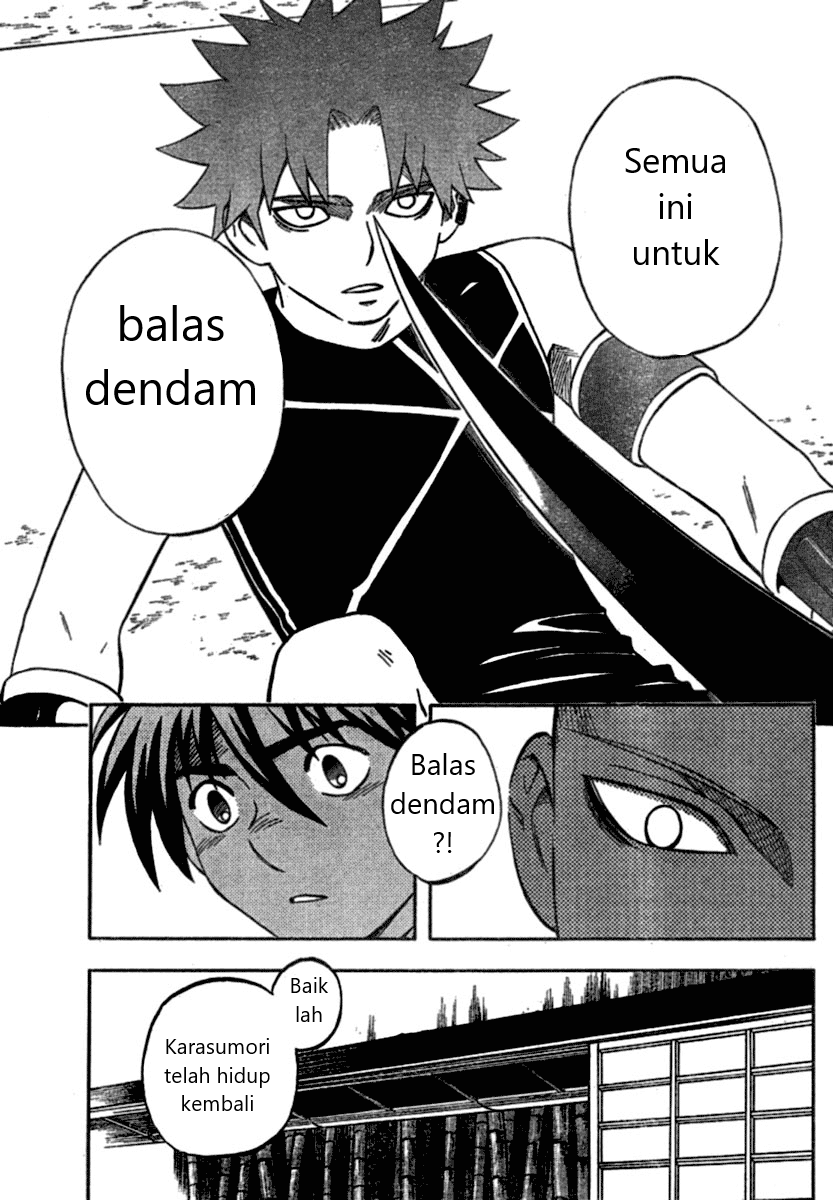 Semua
ini
untuk
balas
dendam
Balas
dendam
?!
Baik
lah
Karasumori
telah hidup
kembali